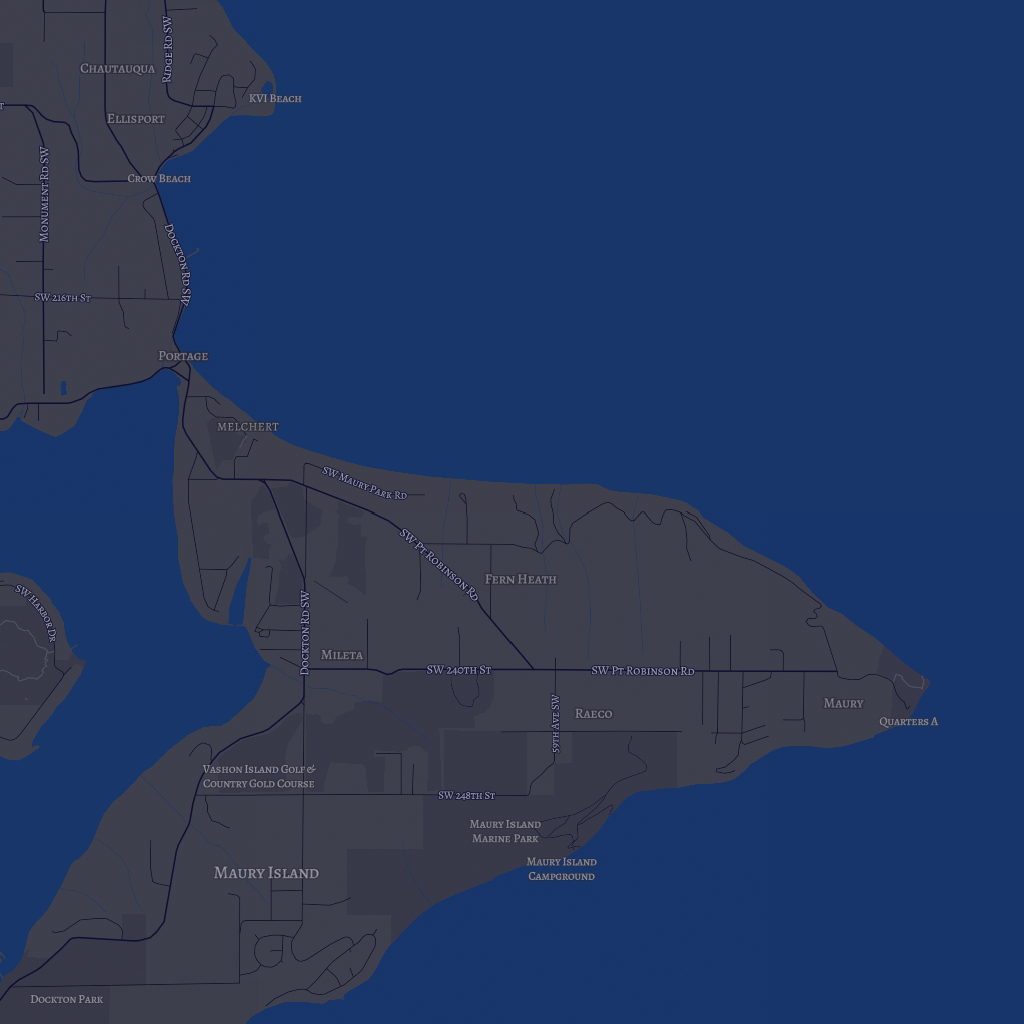 Ridge Rd SW
Chautauqua
KVI Beach
Ellisport
Crow Beach
Monument Rd SW
Dockton Rd SW
SW 216th St
Portage
Melchert
SW Maury Park Rd
SW Pt Robinson Rd
Fern Heath
SW Harbor Dr
Dockton Rd SW
Mileta
SW 240th St
SW Pt Robinson Rd
Maury
Raeco
59th Ave SW
Quarters A
Vashon Island Golf &
Country Gold Course
SW 248th St
Maury Island
Marine Park
Maury Island
Campground
Maury Island
Dockton Park